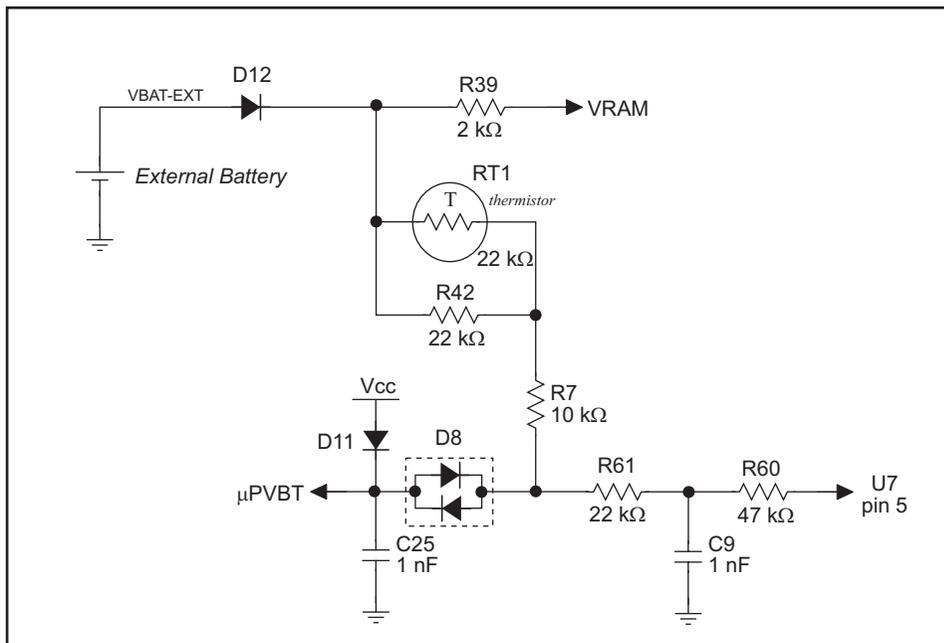 D12
VBAT-EXT
R39
2 kΩ
VRAM
External Battery
RT1
T
thermistor
22 kΩ
R42
22 kΩ
Vcc
D11
D8
R7
10 kΩ
μPVBT
R61
22 kΩ
R60
47 kΩ
U7
pin 5
C25
1 nF
C9
1 nF